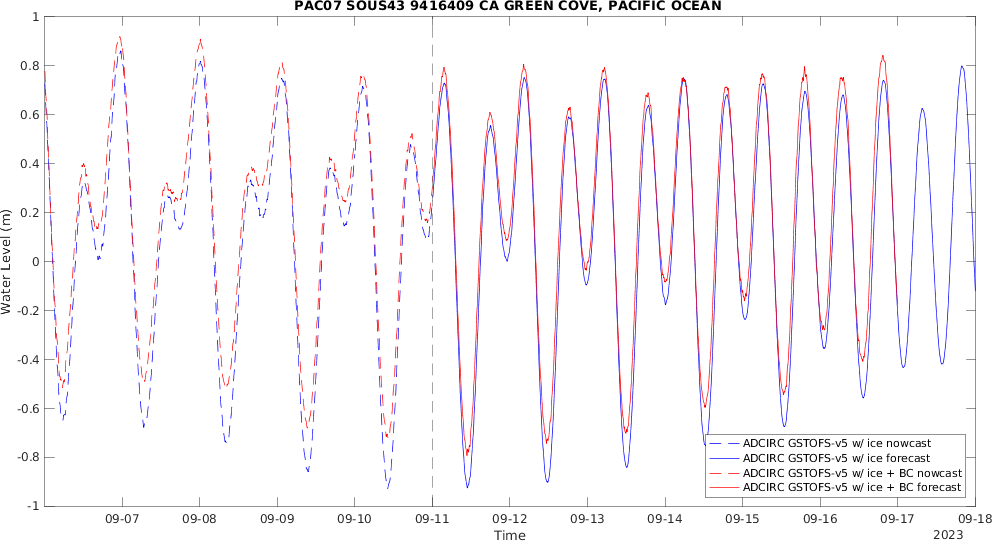 PAC07 SOUS43 9416409 CA GREEN COVE, PACIFIC OCEAN
Water Level (m)
1
0.8
0.6
0.4
0.2
0
-0.2
-0.4
-0.6
-0.8
-1
ADCIRC GSTOFS-v5 w/ ice nowcast
ADCIRC GSTOFS-v5 w/ ice forecast
ADCIRC GSTOFS-v5 w/ ice + BC nowcast
ADCIRC GSTOFS-v5 w/ ice + BC forecast
09-07 09-08 09-09 09-10 09-11 09-12 09-13 09-14 09-15 09-16 09-17 09-18
Time
2023